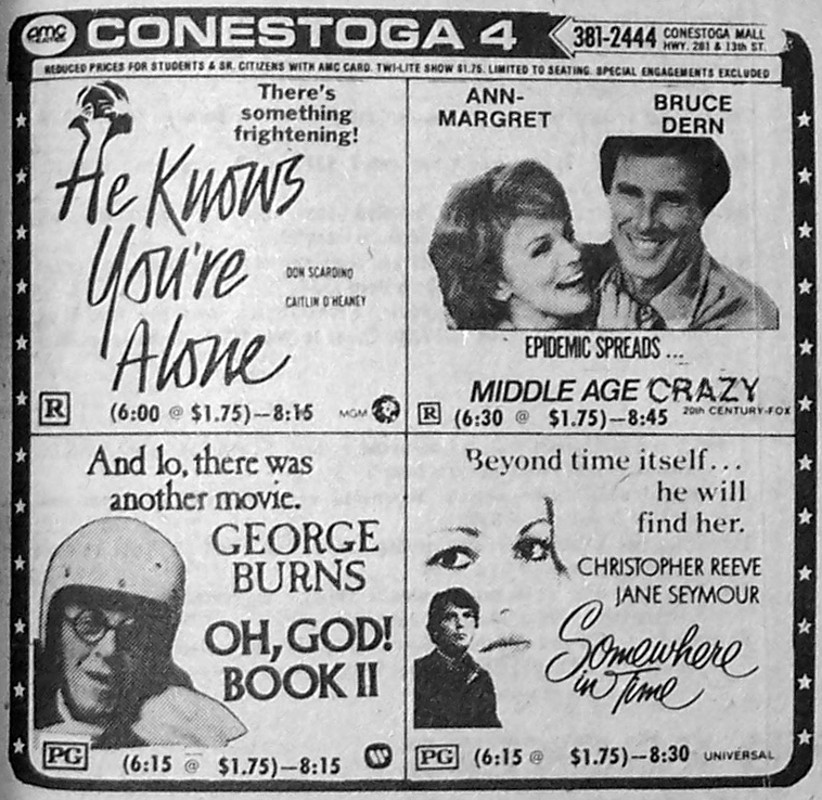 amc THEATRES CONESTOGA 4 381-2444 CONESTOGA MALL
HWY. 281 & 13th ST.
REDUCED PRICES FOR STUDENTS & SR. CITIZENS WITH AMC CARD. TWI-LITE SHOW $1.75. LIMITED TO SEATING. SPECIAL ENGAGEMENTS EXCLUDED
There's
something
frightening!
He Knows
You're
Alone
DON SCARDINO
CAITLIN O'HEANEY
R (6:00 @ $1.75)–8:15 MGM
ANN-
MARGRET
BRUCE
DERN
EPIDEMIC SPREADS ...
MIDDLE AGE CRAZY
R (6:30 @ $1.75)–8:45 20th CENTURY-FOX
And lo, there was
another movie.
GEORGE
BURNS
OH, GOD!
BOOK II
PG (6:15 @ $1.75)–8:15
Beyond time itself...
he will
find her.
CHRISTOPHER REEVE
JANE SEYMOUR
Somewhere
in Time
PG (6:15 @ $1.75)–8:30 UNIVERSAL